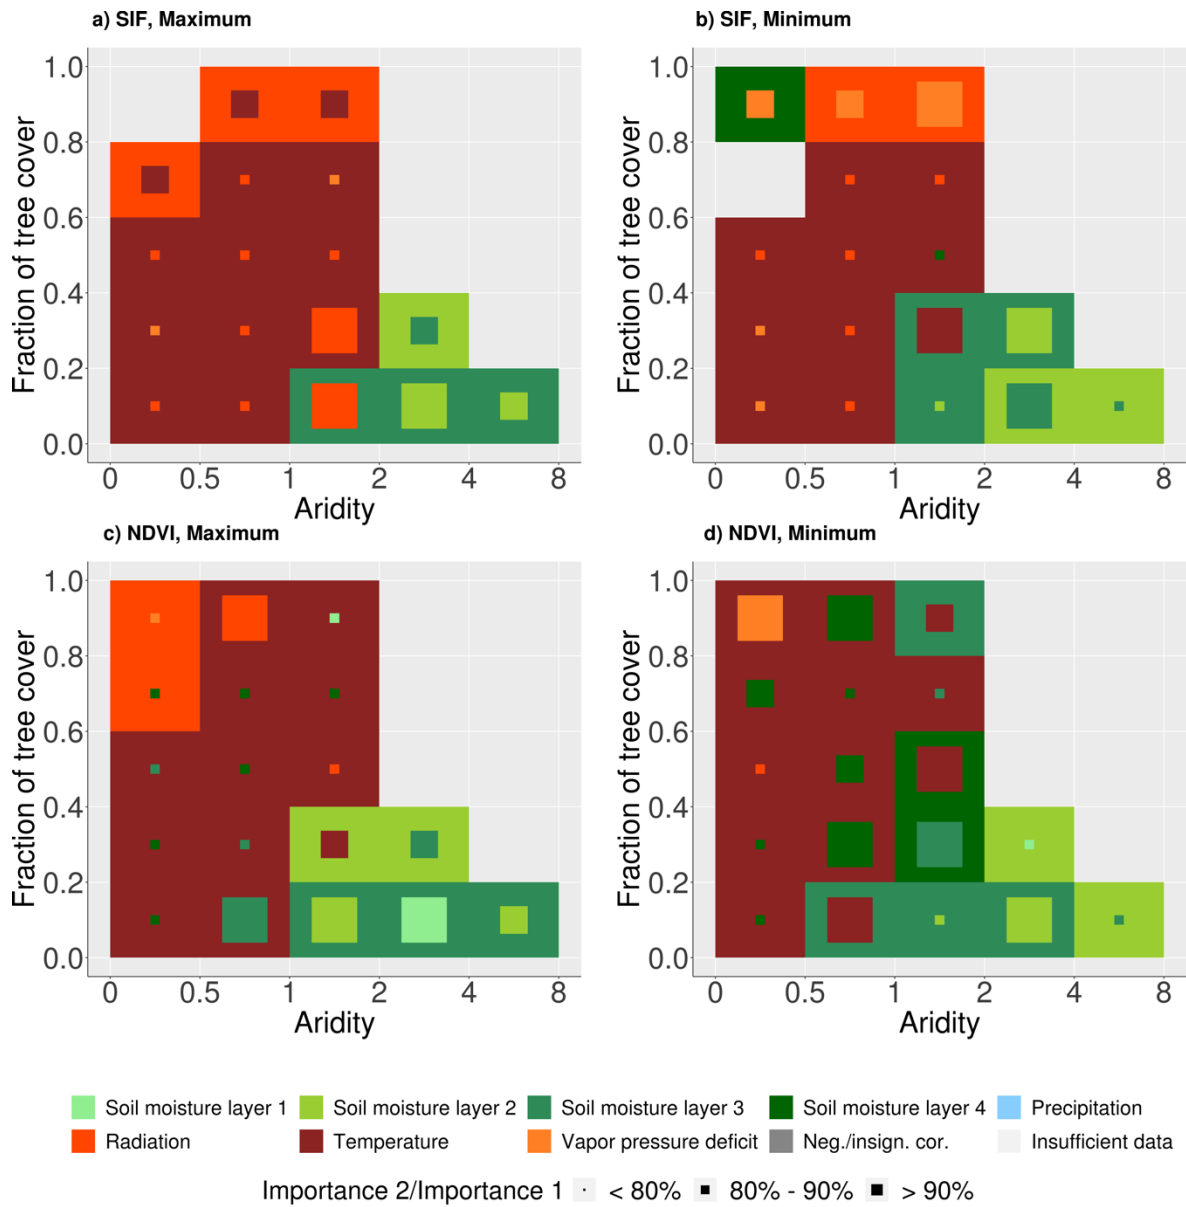 a) SIF, Maximum
b) SIF, Minimum
Fraction of tree cover
1.0
0.8
0.6
0.4
0.2
0.0
0 0.5 1 2 4 8
Aridity
Fraction of tree cover
1.0
0.8
0.6
0.4
0.2
0.0
0 0.5 1 2 4 8
Aridity
c) NDVI, Maximum
d) NDVI, Minimum
Fraction of tree cover
1.0
0.8
0.6
0.4
0.2
0.0
0 0.5 1 2 4 8
Aridity
Fraction of tree cover
1.0
0.8
0.6
0.4
0.2
0.0
0 0.5 1 2 4 8
Aridity
Soil moisture layer 1 Soil moisture layer 2 Soil moisture layer 3 Soil moisture layer 4 Precipitation
Radiation Temperature Vapor pressure deficit Neg./insign. cor. Insufficient data
Importance 2/Importance 1 < 80% 80% - 90% > 90%